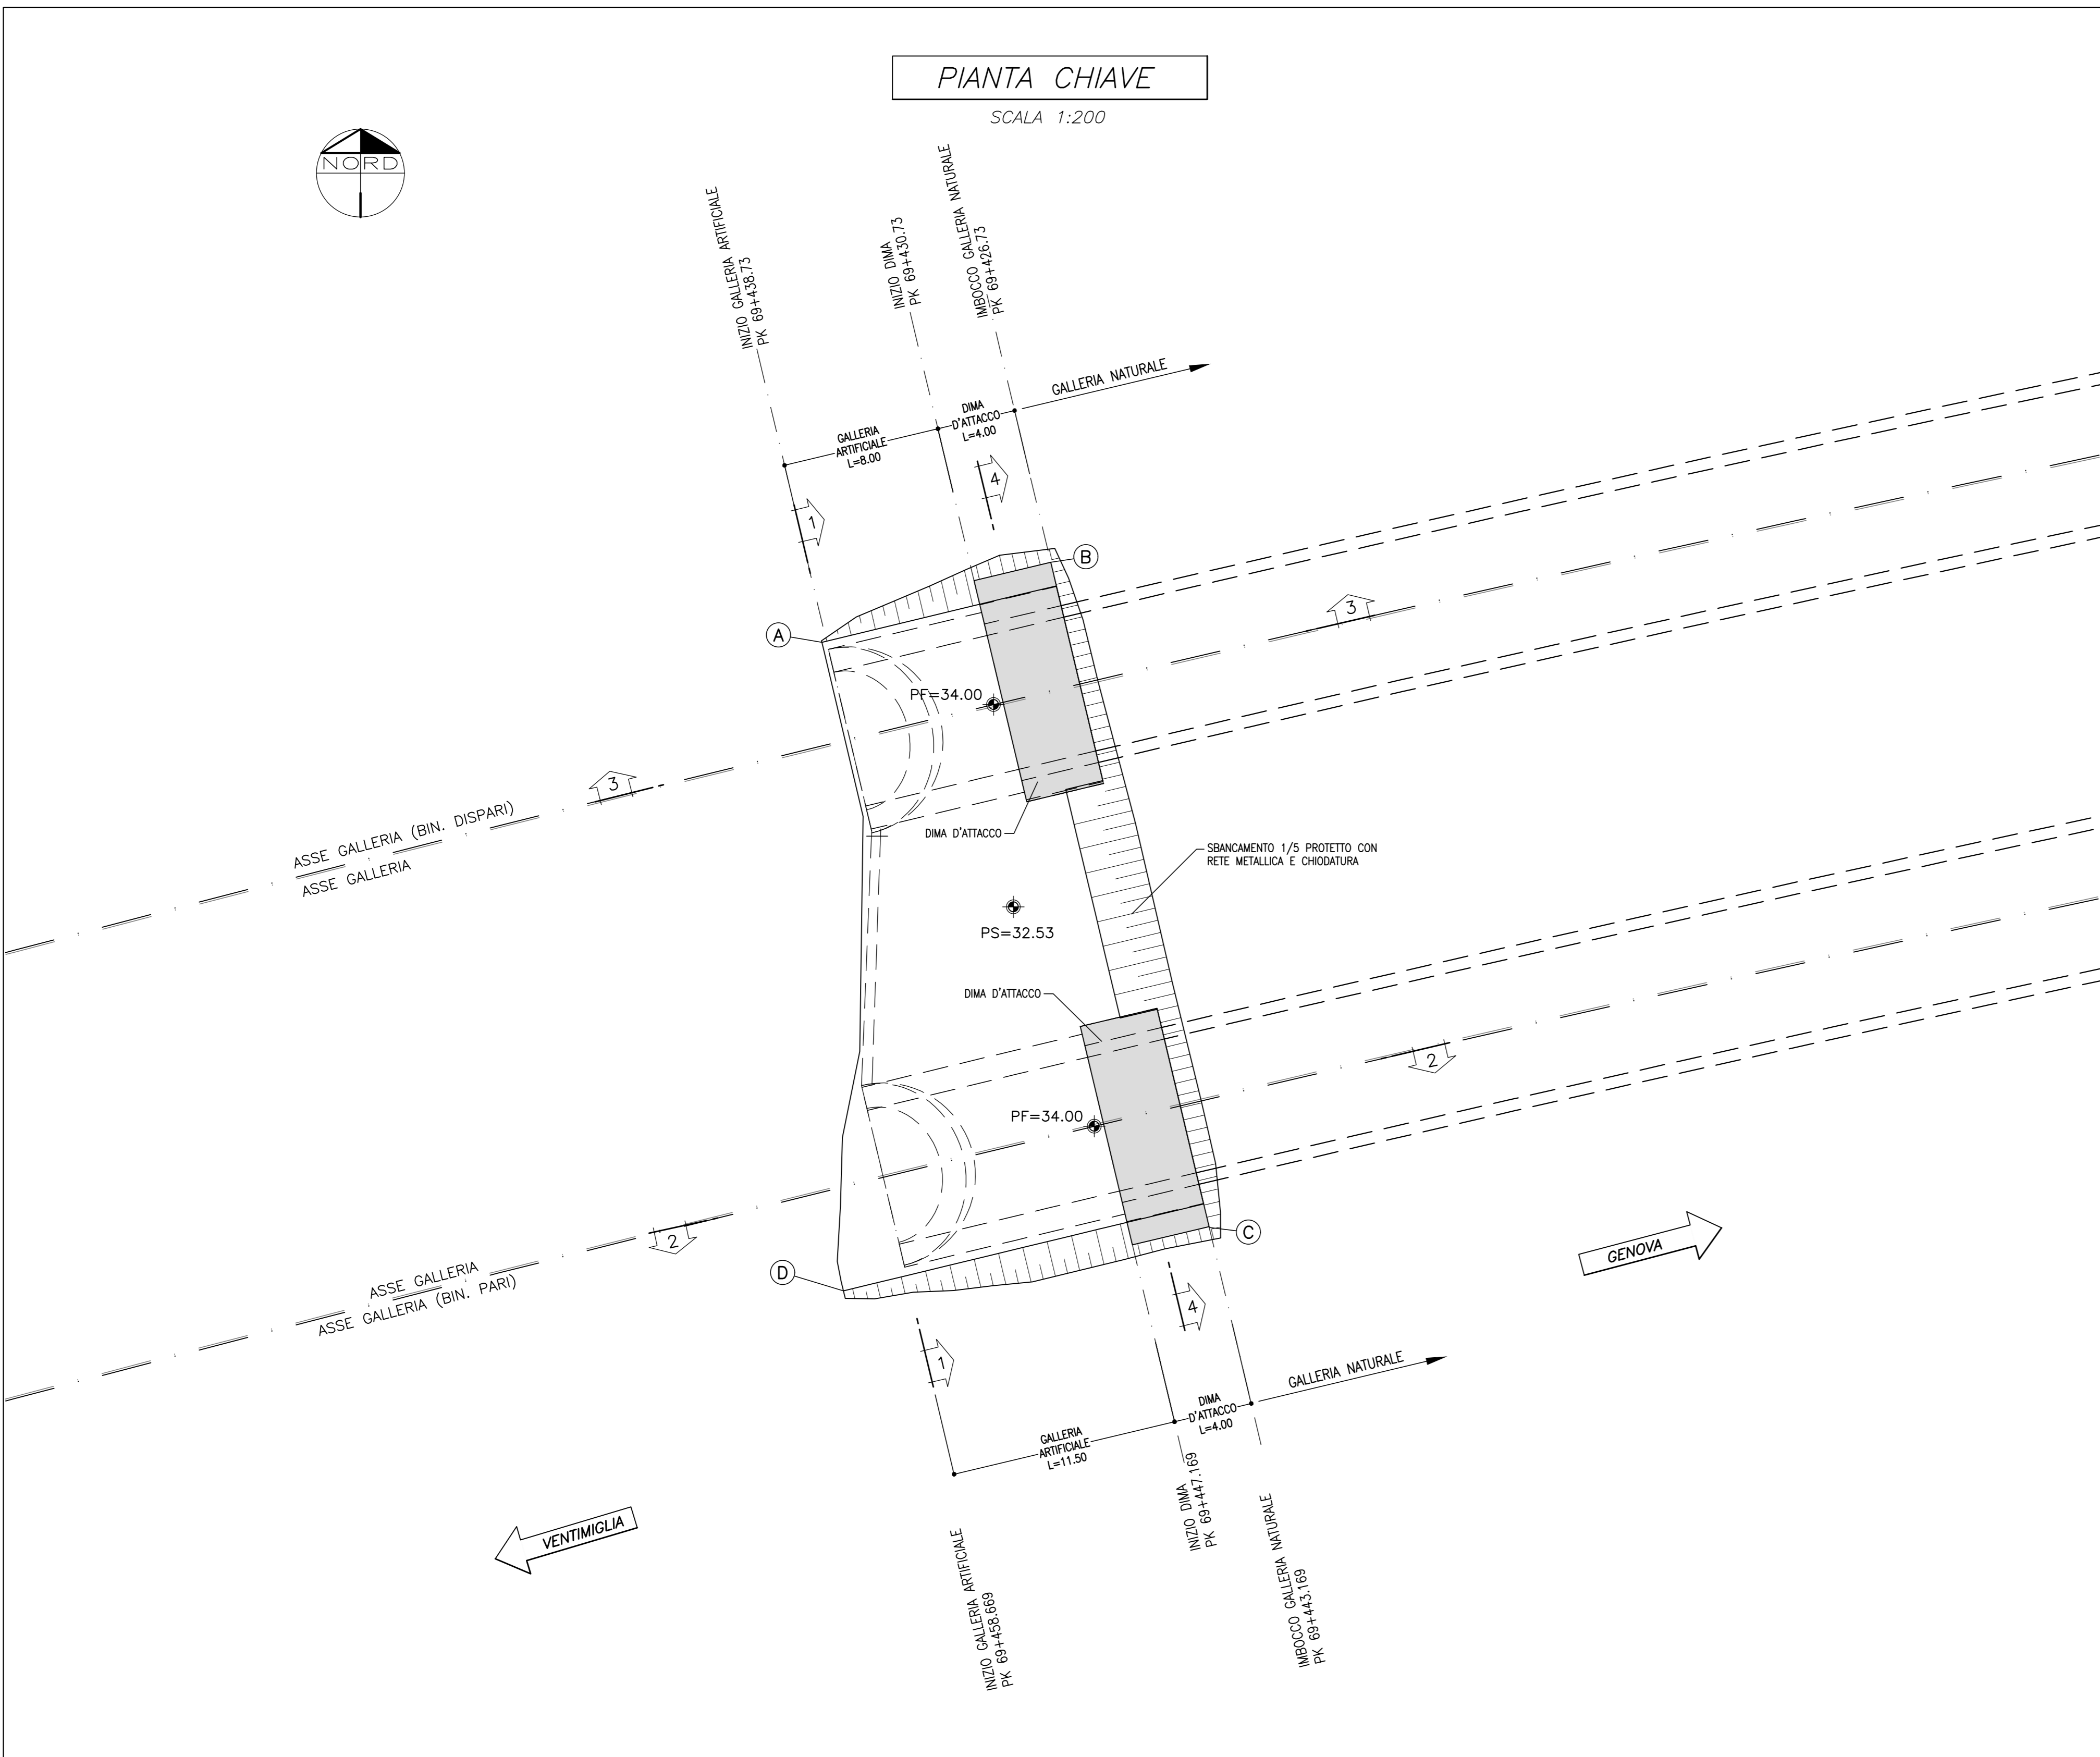 PIANTA CHIAVE
SCALA 1:200
NORD
INIZIO GALLERIA ARTIFICIALE
PK 69+438.73
INIZIO DIMA
PK 69+430.73
IMBOCCO GALLERIA NATURALE
PK 69+426.73
GALLERIA
ARTIFICIALE
L=8.00
DIMA
D'ATTACCO
L=4.00
GALLERIA NATURALE
1
4
A
B
3
PF=34.00
3
DIMA D'ATTACCO
ASSE GALLERIA (BIN. DISPARI)
ASSE GALLERIA
SBANCAMENTO 1/5 PROTETTO CON
RETE METALLICA E CHIODATURA
PS=32.53
DIMA D'ATTACCO
2
PF=34.00
2
C
D
GENOVA
ASSE GALLERIA
ASSE GALLERIA (BIN. PARI)
4
1
GALLERIA NATURALE
DIMA
D'ATTACCO
L=4.00
GALLERIA
ARTIFICIALE
L=11.50
VENTIMIGLIA
INIZIO DIMA
PK 69+447.169
INIZIO GALLERIA ARTIFICIALE
PK 69+458.669
IMBOCCO GALLERIA NATURALE
PK 69+443.169